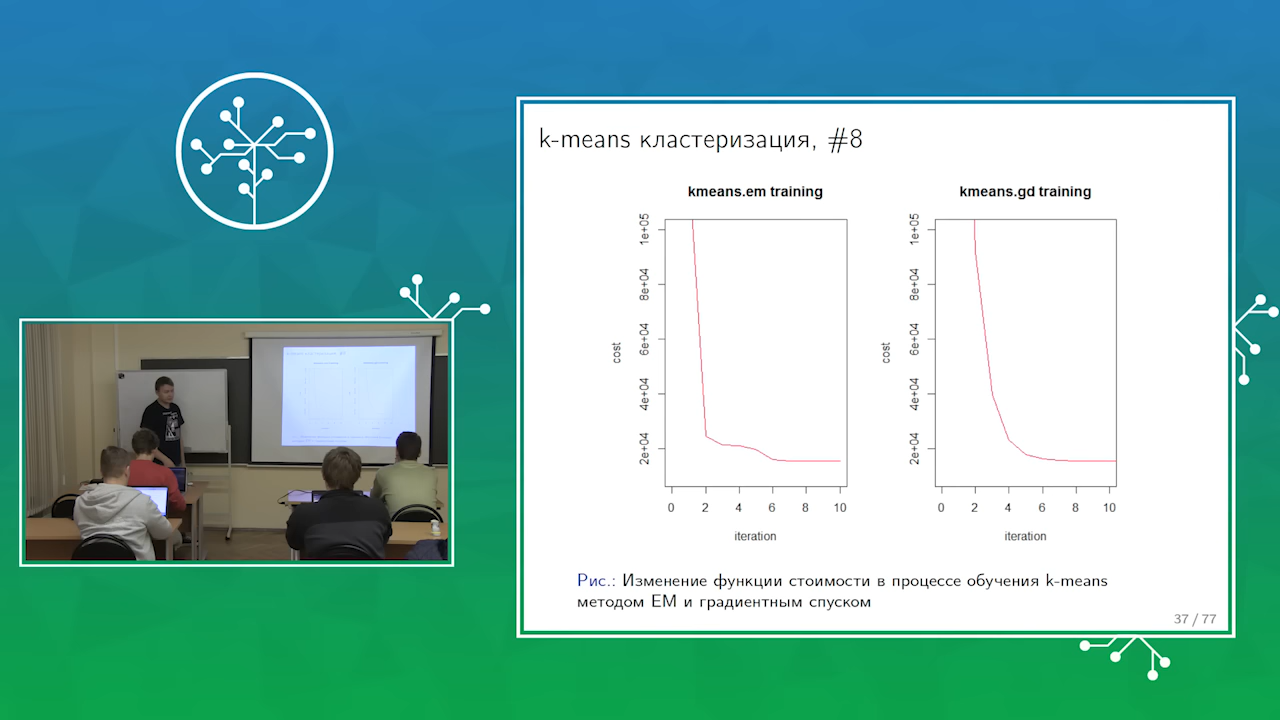 k-means кластеризация, #8
kmeans.em training
1e+05
8e+04
6e+04
4e+04
2e+04
cost
0 2 4 6 8 10
iteration
kmeans.gd training
1e+05
8e+04
6e+04
4e+04
2e+04
cost
0 2 4 6 8 10
iteration
Рис.: Изменение функции стоимости в процессе обучения k-means
методом EM и градиентным спуском
37 / 77